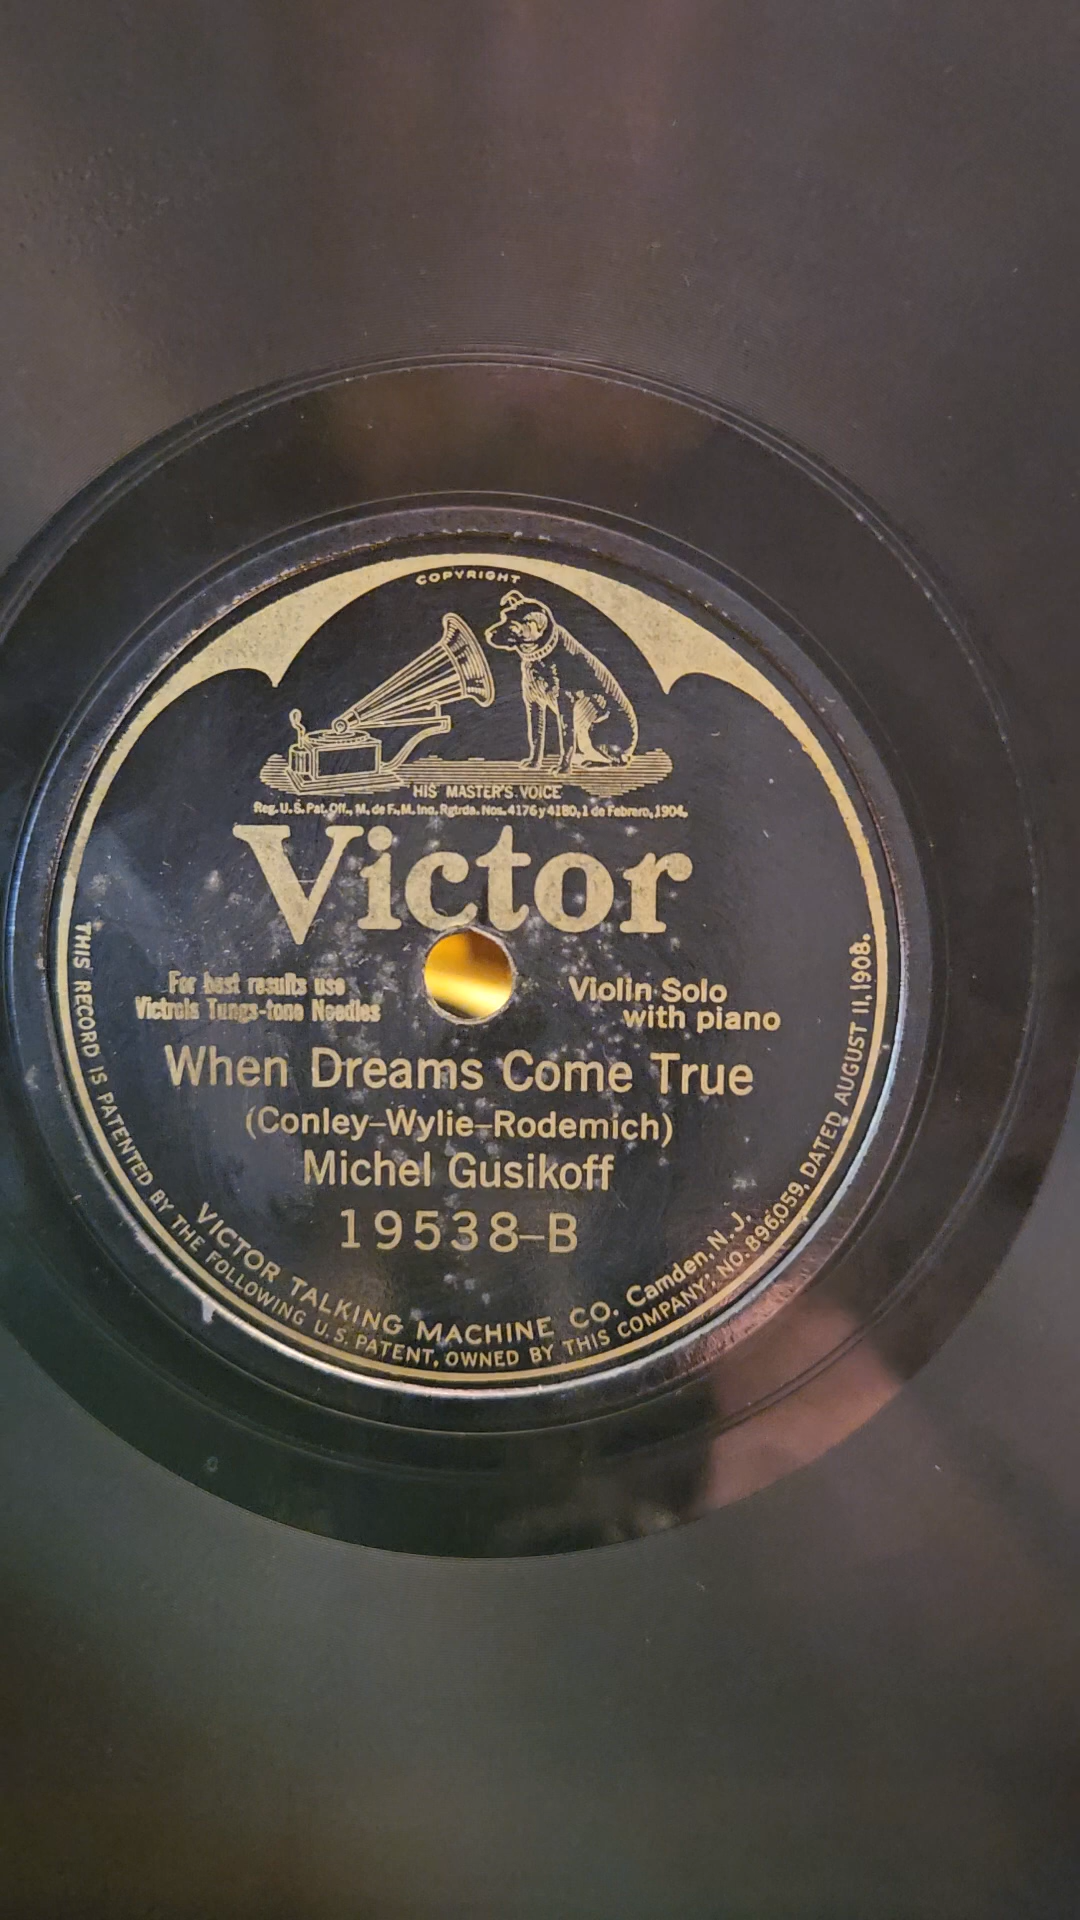 COPYRIGHT
HIS MASTER'S VOICE
Reg. U.S. Pat. Off., M. de F., M. Ind. Rgtrda. Nos. 4176 y 4180, 1 de Febrero, 1904.
Victor
For best results use
Victrola Tungs-tone Needles
Violin Solo
with piano
When Dreams Come True
(Conley–Wylie–Rodemich)
Michel Gusikoff
19538–B
VICTOR TALKING MACHINE CO. Camden, N.J.
THIS RECORD IS PATENTED BY THE FOLLOWING U.S. PATENT, OWNED BY THIS COMPANY: NO. 896,059, DATED AUGUST 11, 1908.